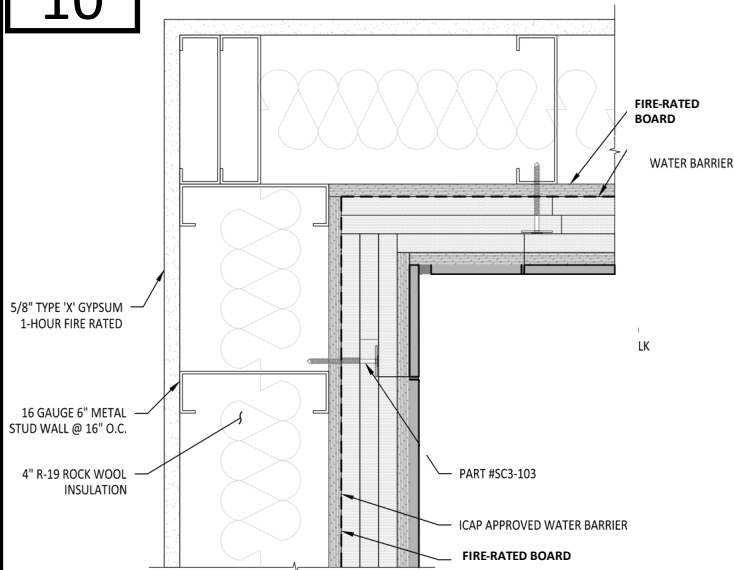 10
FIRE-RATED
BOARD
WATER BARRIER
5/8" TYPE 'X' GYPSUM
1-HOUR FIRE RATED
LK
16 GAUGE 6" METAL
STUD WALL @ 16" O.C.
4" R-19 ROCK WOOL
INSULATION
PART #SC3-103
ICAP APPROVED WATER BARRIER
FIRE-RATED BOARD